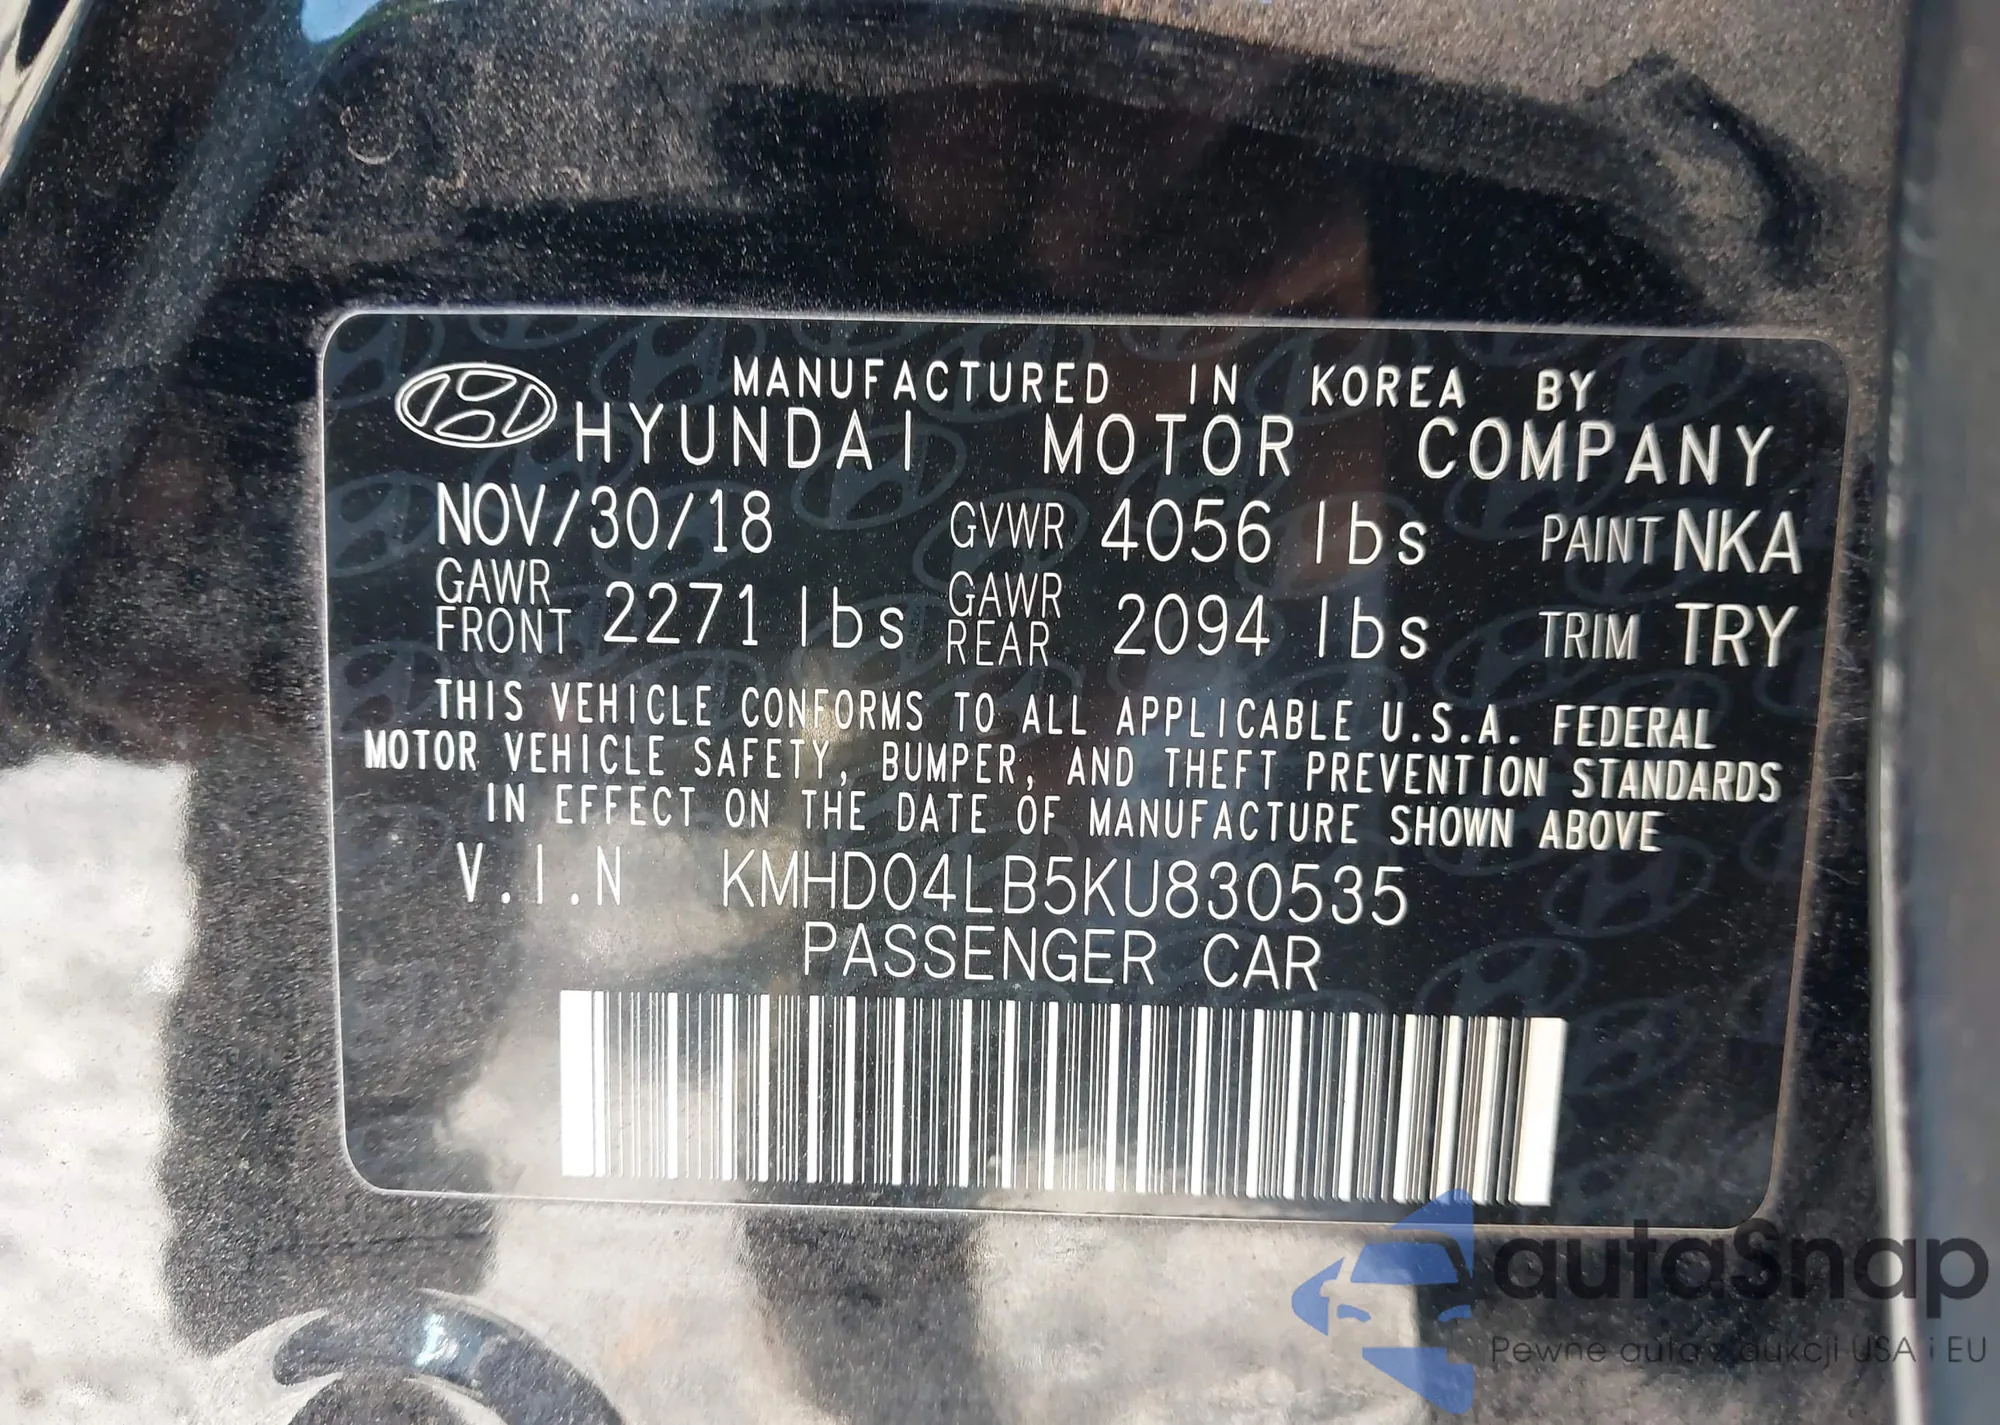 MANUFACTURED IN KOREA BY
HYUNDAI MOTOR COMPANY
NOV/30/18 GVWR 4056 lbs PAINT NKA
GAWR FRONT 2271 lbs GAWR REAR 2094 lbs TRIM TRY
THIS VEHICLE CONFORMS TO ALL APPLICABLE U.S.A. FEDERAL
MOTOR VEHICLE SAFETY, BUMPER, AND THEFT PREVENTION STANDARDS
IN EFFECT ON THE DATE OF MANUFACTURE SHOWN ABOVE
V.I.N KMHD04LB5KU830535
PASSENGER CAR
autaSnap
Pewne auta z aukcji USA i EU